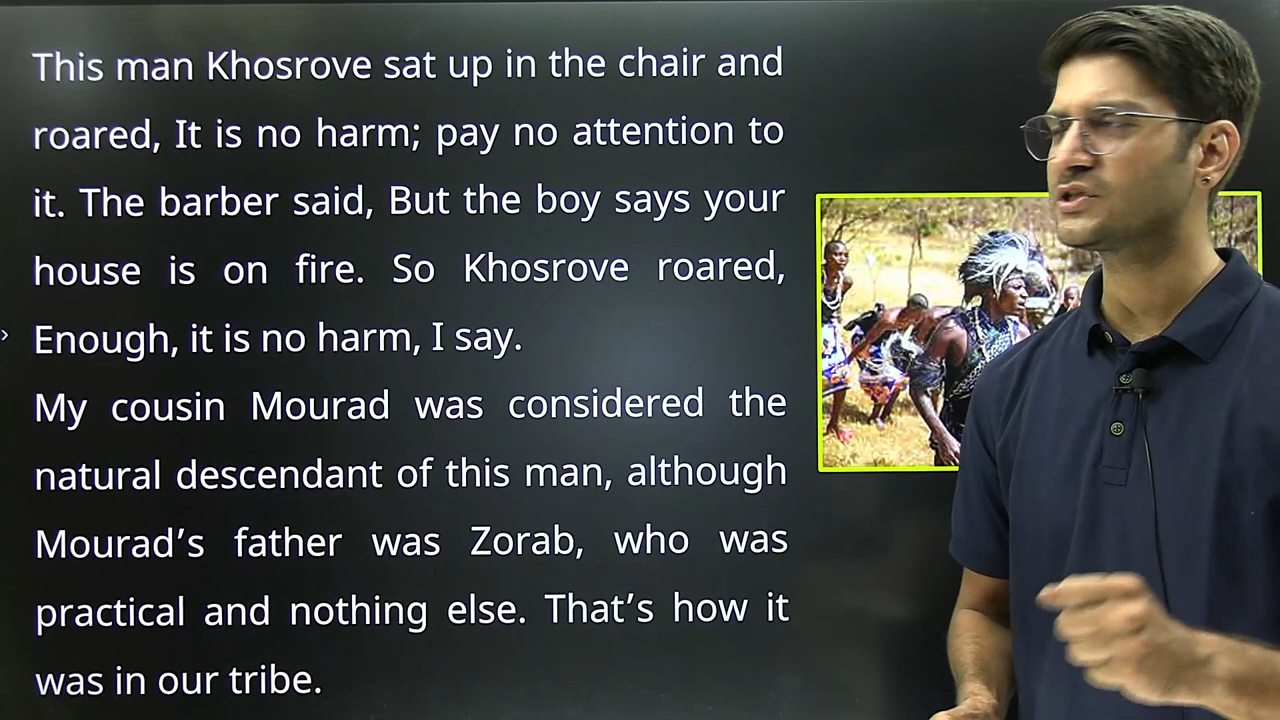 This man Khosrove sat up in the chair and
roared, It is no harm; pay no attention to
it. The barber said, But the boy says your
house is on fire. So Khosrove roared,
Enough, it is no harm, I say.
My cousin Mourad was considered the
natural descendant of this man, although
Mourad’s father was Zorab, who was
practical and nothing else. That’s how it
was in our tribe.